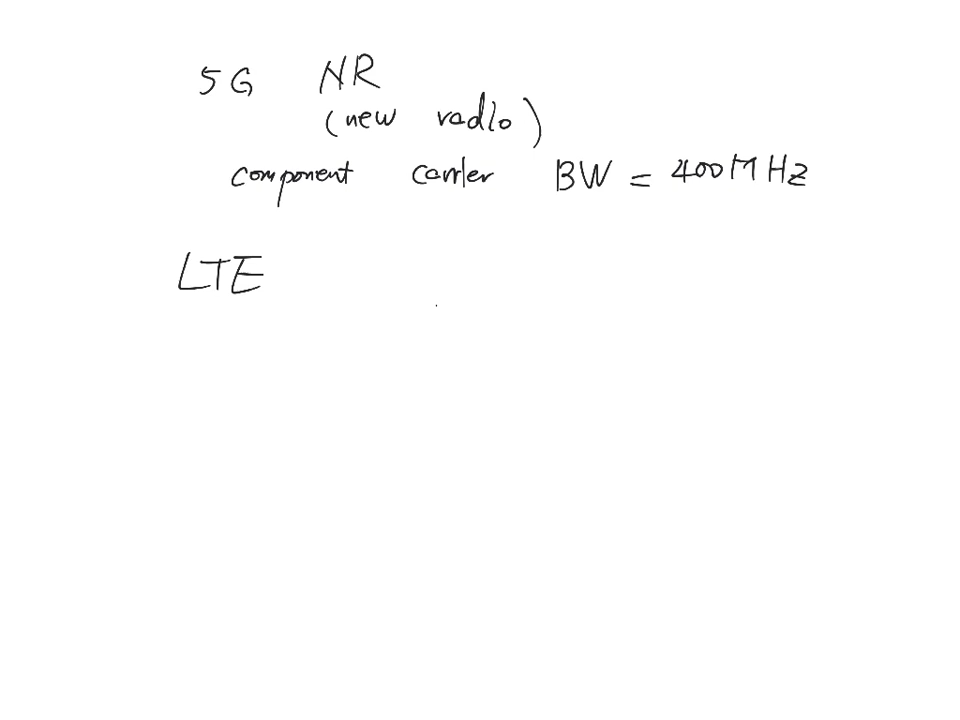 5G NR
(new radio)
component carrier BW = 400MHz
LTE